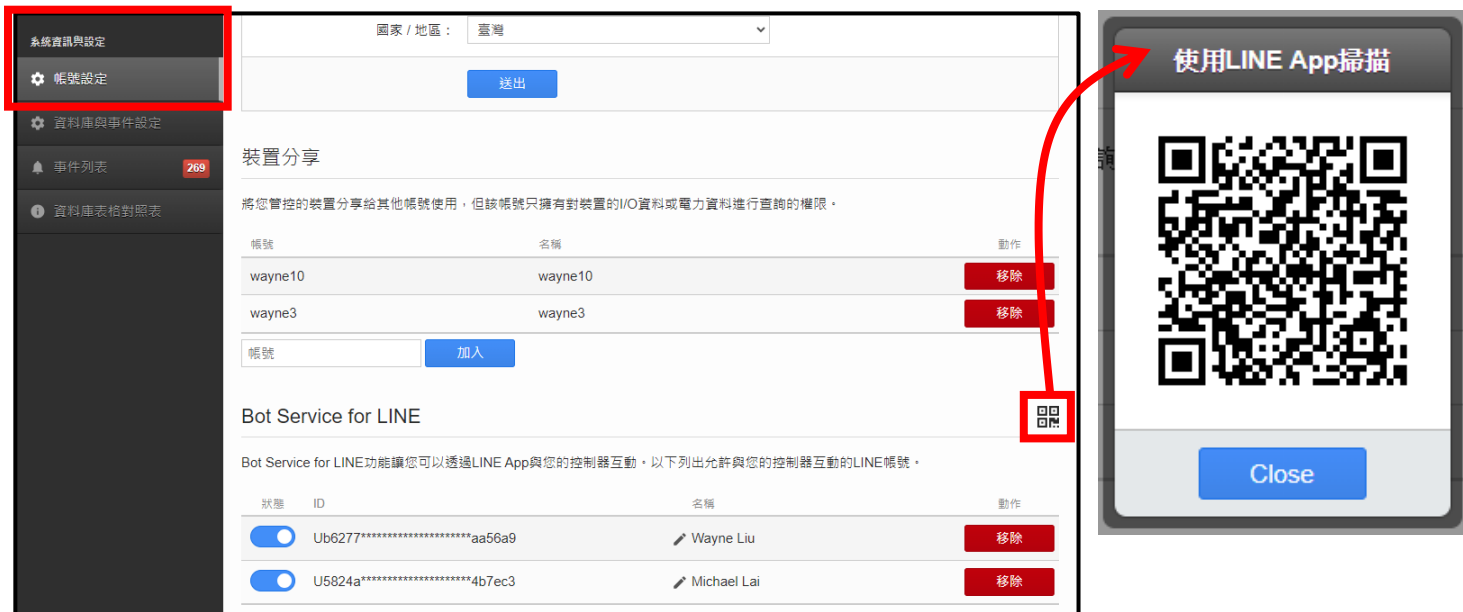 系統資訊與設定
帳號設定
資料庫與事件設定
事件列表 269
資料庫表格對照表
國家 / 地區： 臺灣
送出
裝置分享
將您管控的裝置分享給其他帳號使用，但該帳號只擁有對裝置的I/O資料或電力資料進行查詢的權限。
帳號 名稱 動作
wayne10 wayne10 移除
wayne3 wayne3 移除
帳號 加入
Bot Service for LINE
Bot Service for LINE功能讓您可以透過LINE App與您的控制器互動。以下列出允許與您的控制器互動的LINE帳號。
狀態 ID 名稱 動作
Ub6277*********************aa56a9 Wayne Liu 移除
U5824a*********************4b7ec3 Michael Lai 移除
使用LINE App掃描
Close